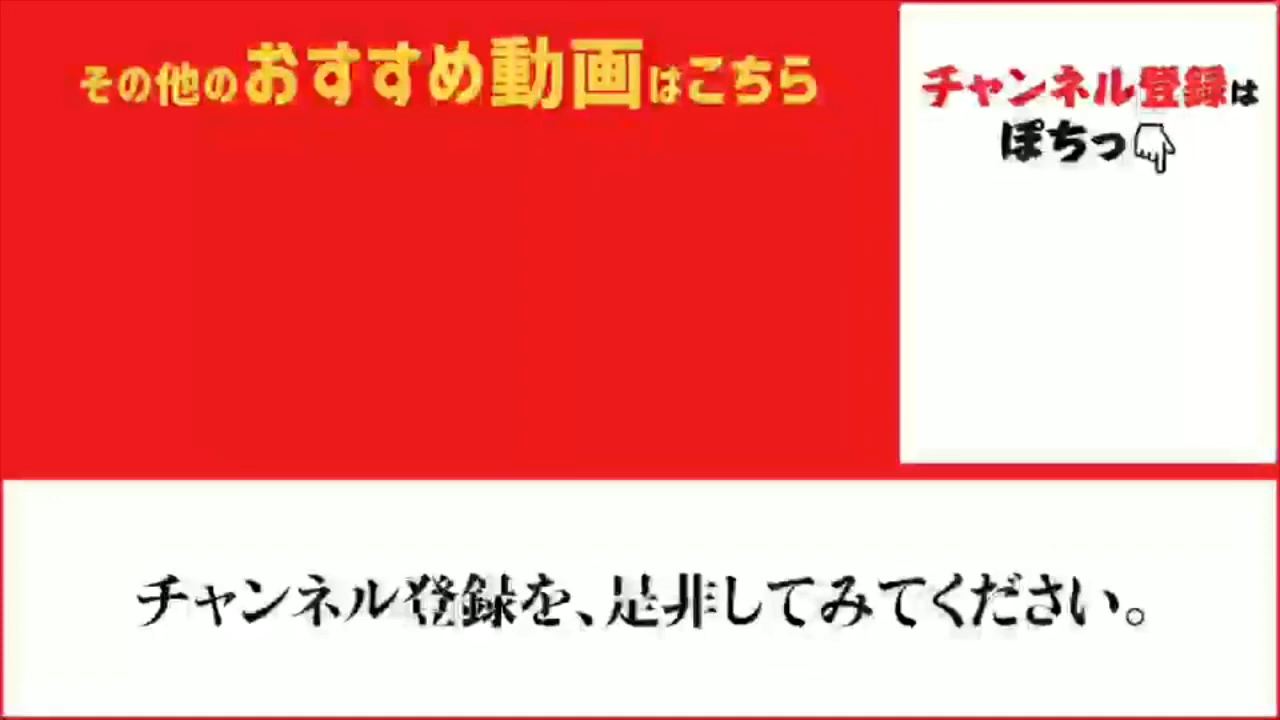 その他のおすすめ動画はこちら
チャンネル登録は
ぽちっ
チャンネル登録を、是非してみてください。